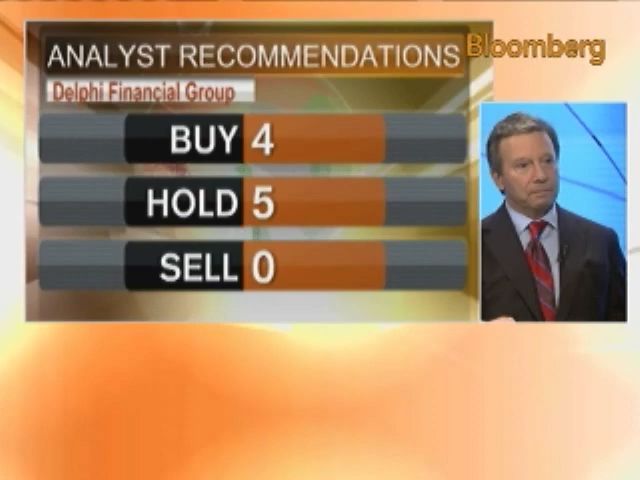 Bloomberg
ANALYST RECOMMENDATIONS
Delphi Financial Group
BUY 4
HOLD 5
SELL 0